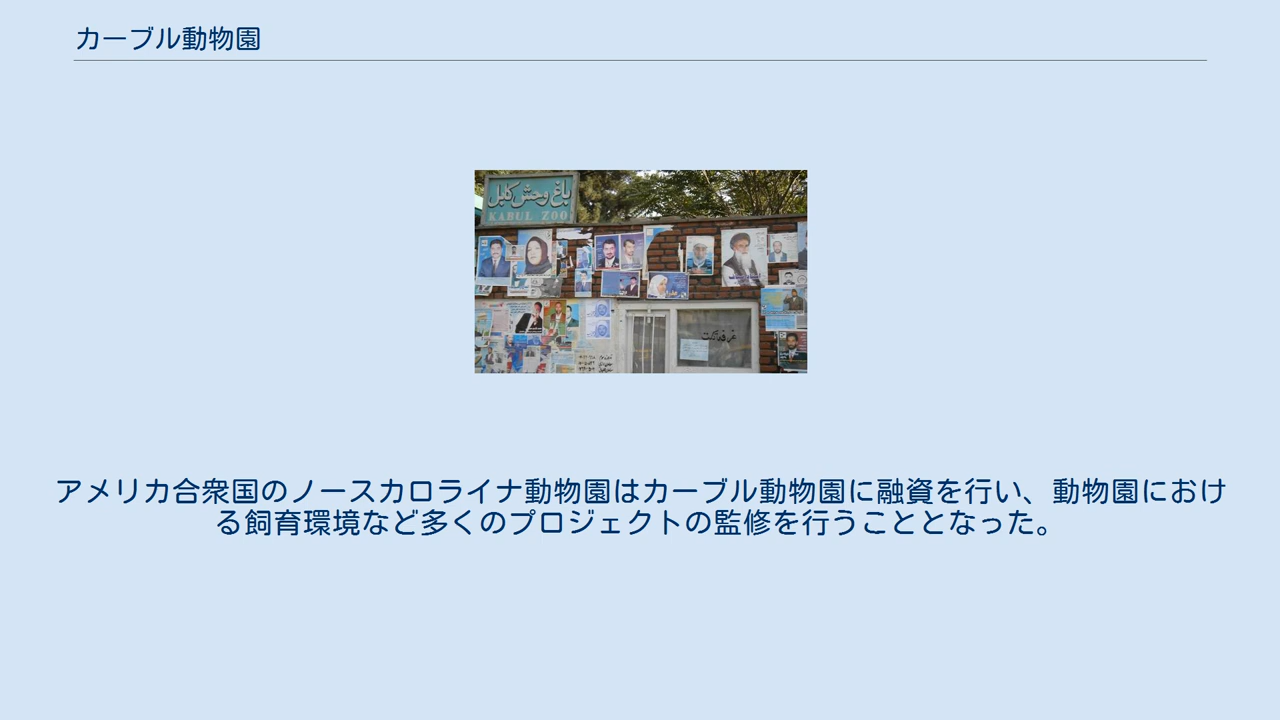 カーブル動物園
باغ وحش کابل
KABUL ZOO
アメリカ合衆国のノースカロライナ動物園はカーブル動物園に融資を行い、動物園におけ
る飼育環境など多くのプロジェクトの監修を行うこととなった。